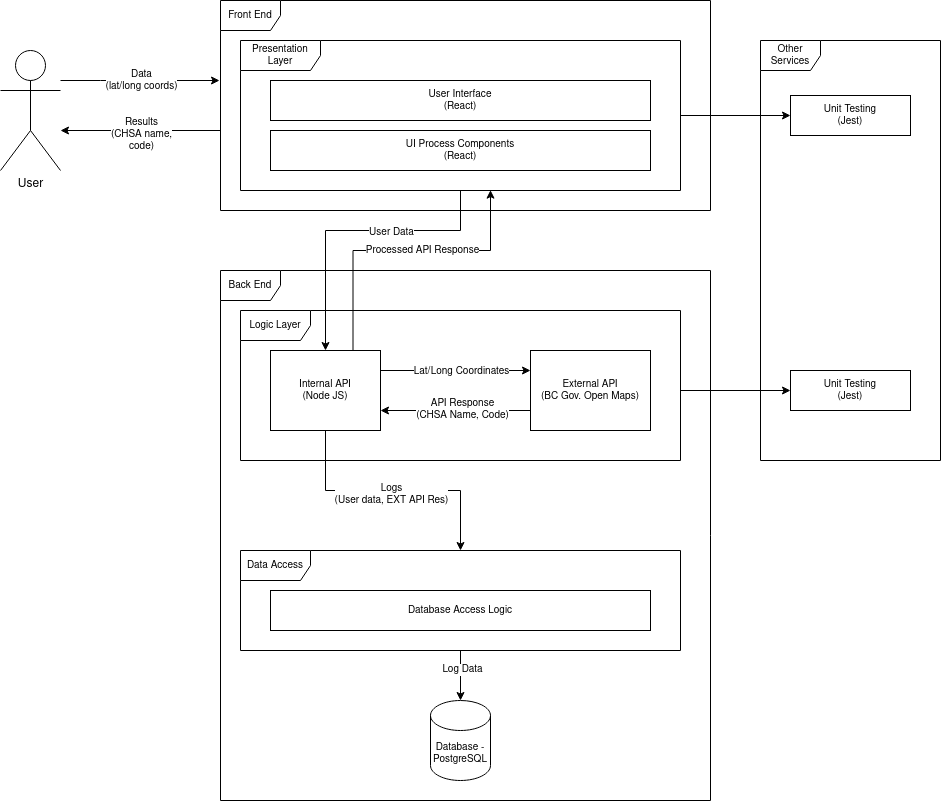 Front End
Presentation
Layer
User Interface
(React)
UI Process Components
(React)
Other
Services
Unit Testing
(Jest)
Data
(lat/long coords)
Results
(CHSA name,
code)
User
User Data
Processed API Response
Back End
Logic Layer
Internal API
(Node JS)
Lat/Long Coordinates
API Response
(CHSA Name, Code)
External API
(BC Gov. Open Maps)
Unit Testing
(Jest)
Logs
(User data, EXT API Res)
Data Access
Database Access Logic
Log Data
Database -
PostgreSQL